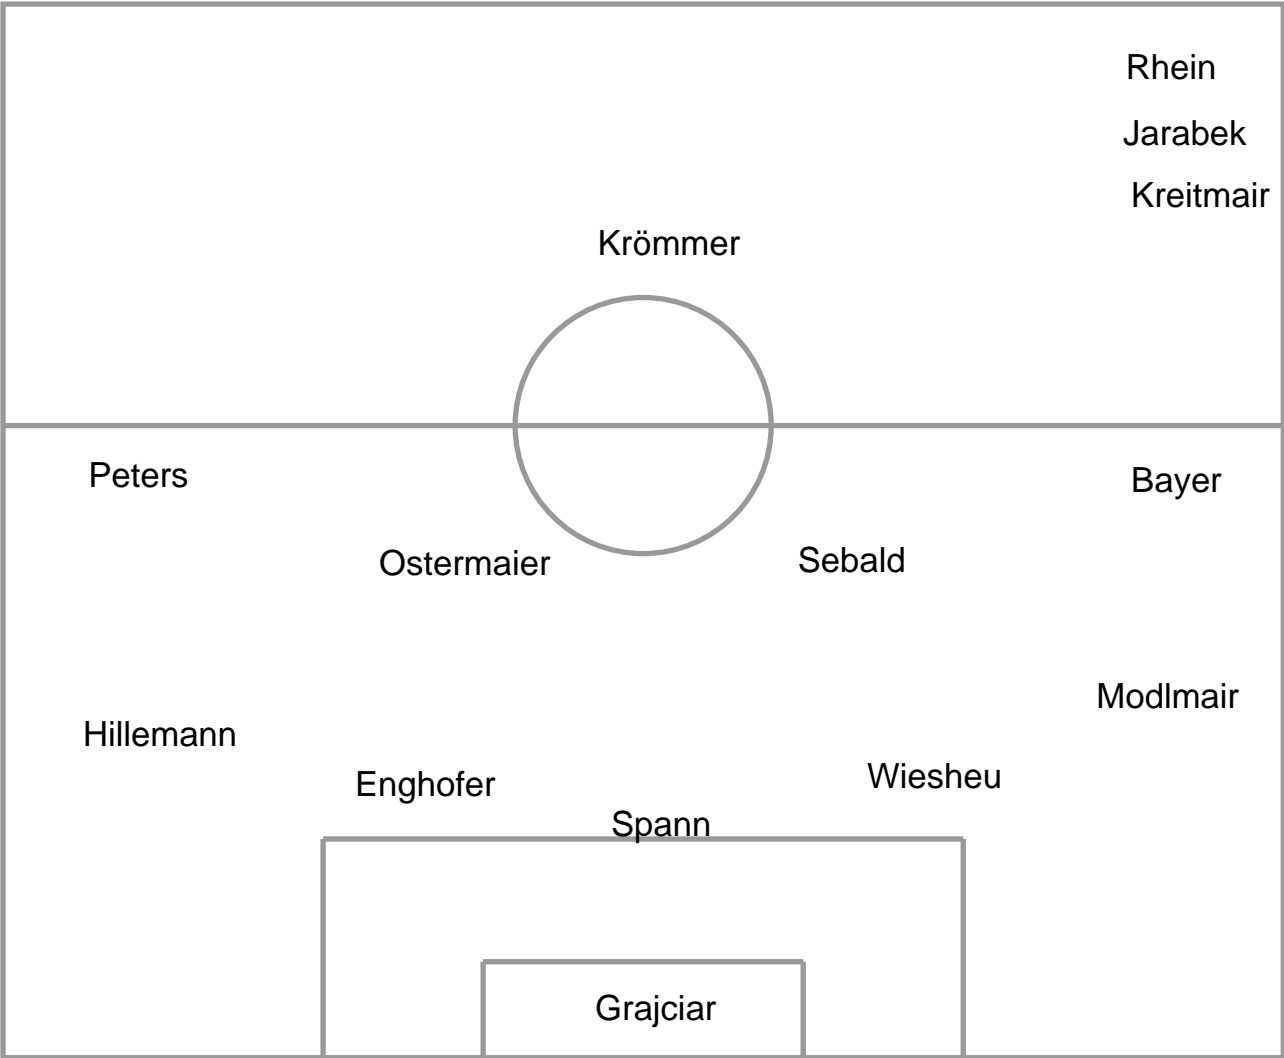 Rhein
Jarabek
Kreitmair
Krömmer
Peters
Bayer
Ostermaier
Sebald
Modlmair
Hillemann
Wiesheu
Enghofer
Spann
Grajciar